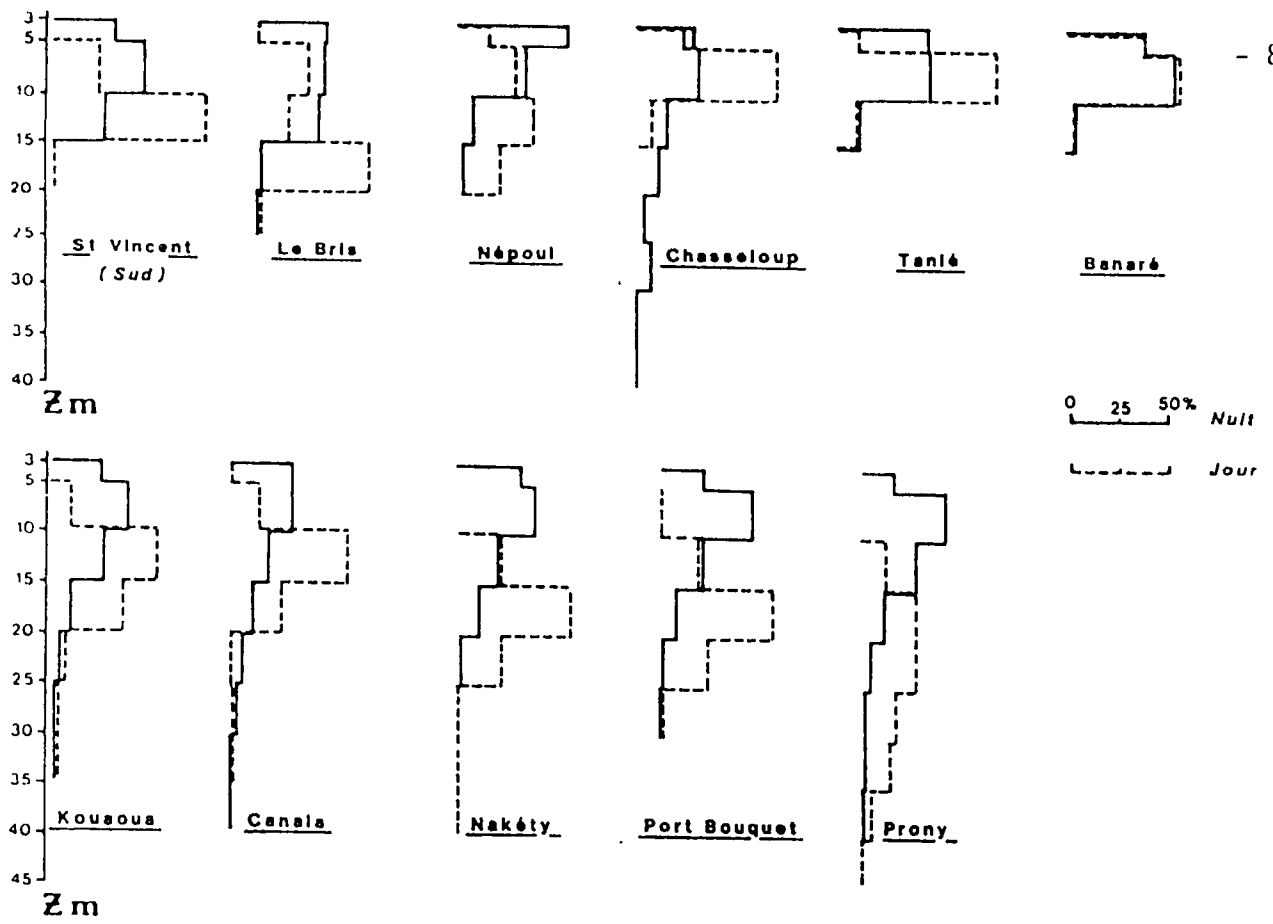 3
5
10
15
20
25
30
35
40
Z m
- 8
St Vincent
(Sud)
Le Bris
Népoui
Chasseloup
Tanlé
Banaré
0 25 50% Nuit
Jour
3
5
10
15
20
25
30
35
40
45
Z m
Kouaoua
Canala
Nakéty
Port Bouquet
Prony